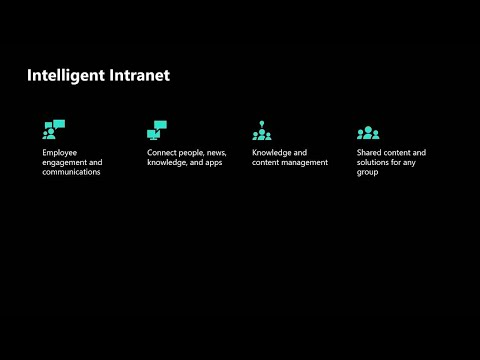 Intelligent Intranet
Employee
engagement and
communications
Connect people, news,
knowledge, and apps
Knowledge and
content management
Shared content and
solutions for any
group